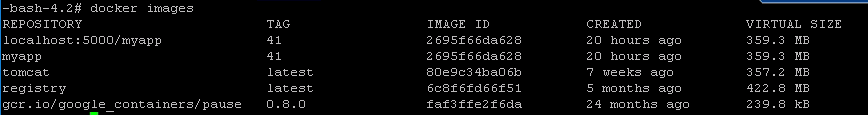 -bash-4.2# docker images
REPOSITORY TAG IMAGE ID CREATED VIRTUAL SIZE
localhost:5000/myapp 41 2695f66da628 20 hours ago 359.3 MB
myapp 41 2695f66da628 20 hours ago 359.3 MB
tomcat latest 80e9c34ba06b 7 weeks ago 357.2 MB
registry latest 6c8f6fd66f51 5 months ago 422.8 MB
gcr.io/google_containers/pause 0.8.0 faf3ffe2f6da 24 months ago 239.8 kB